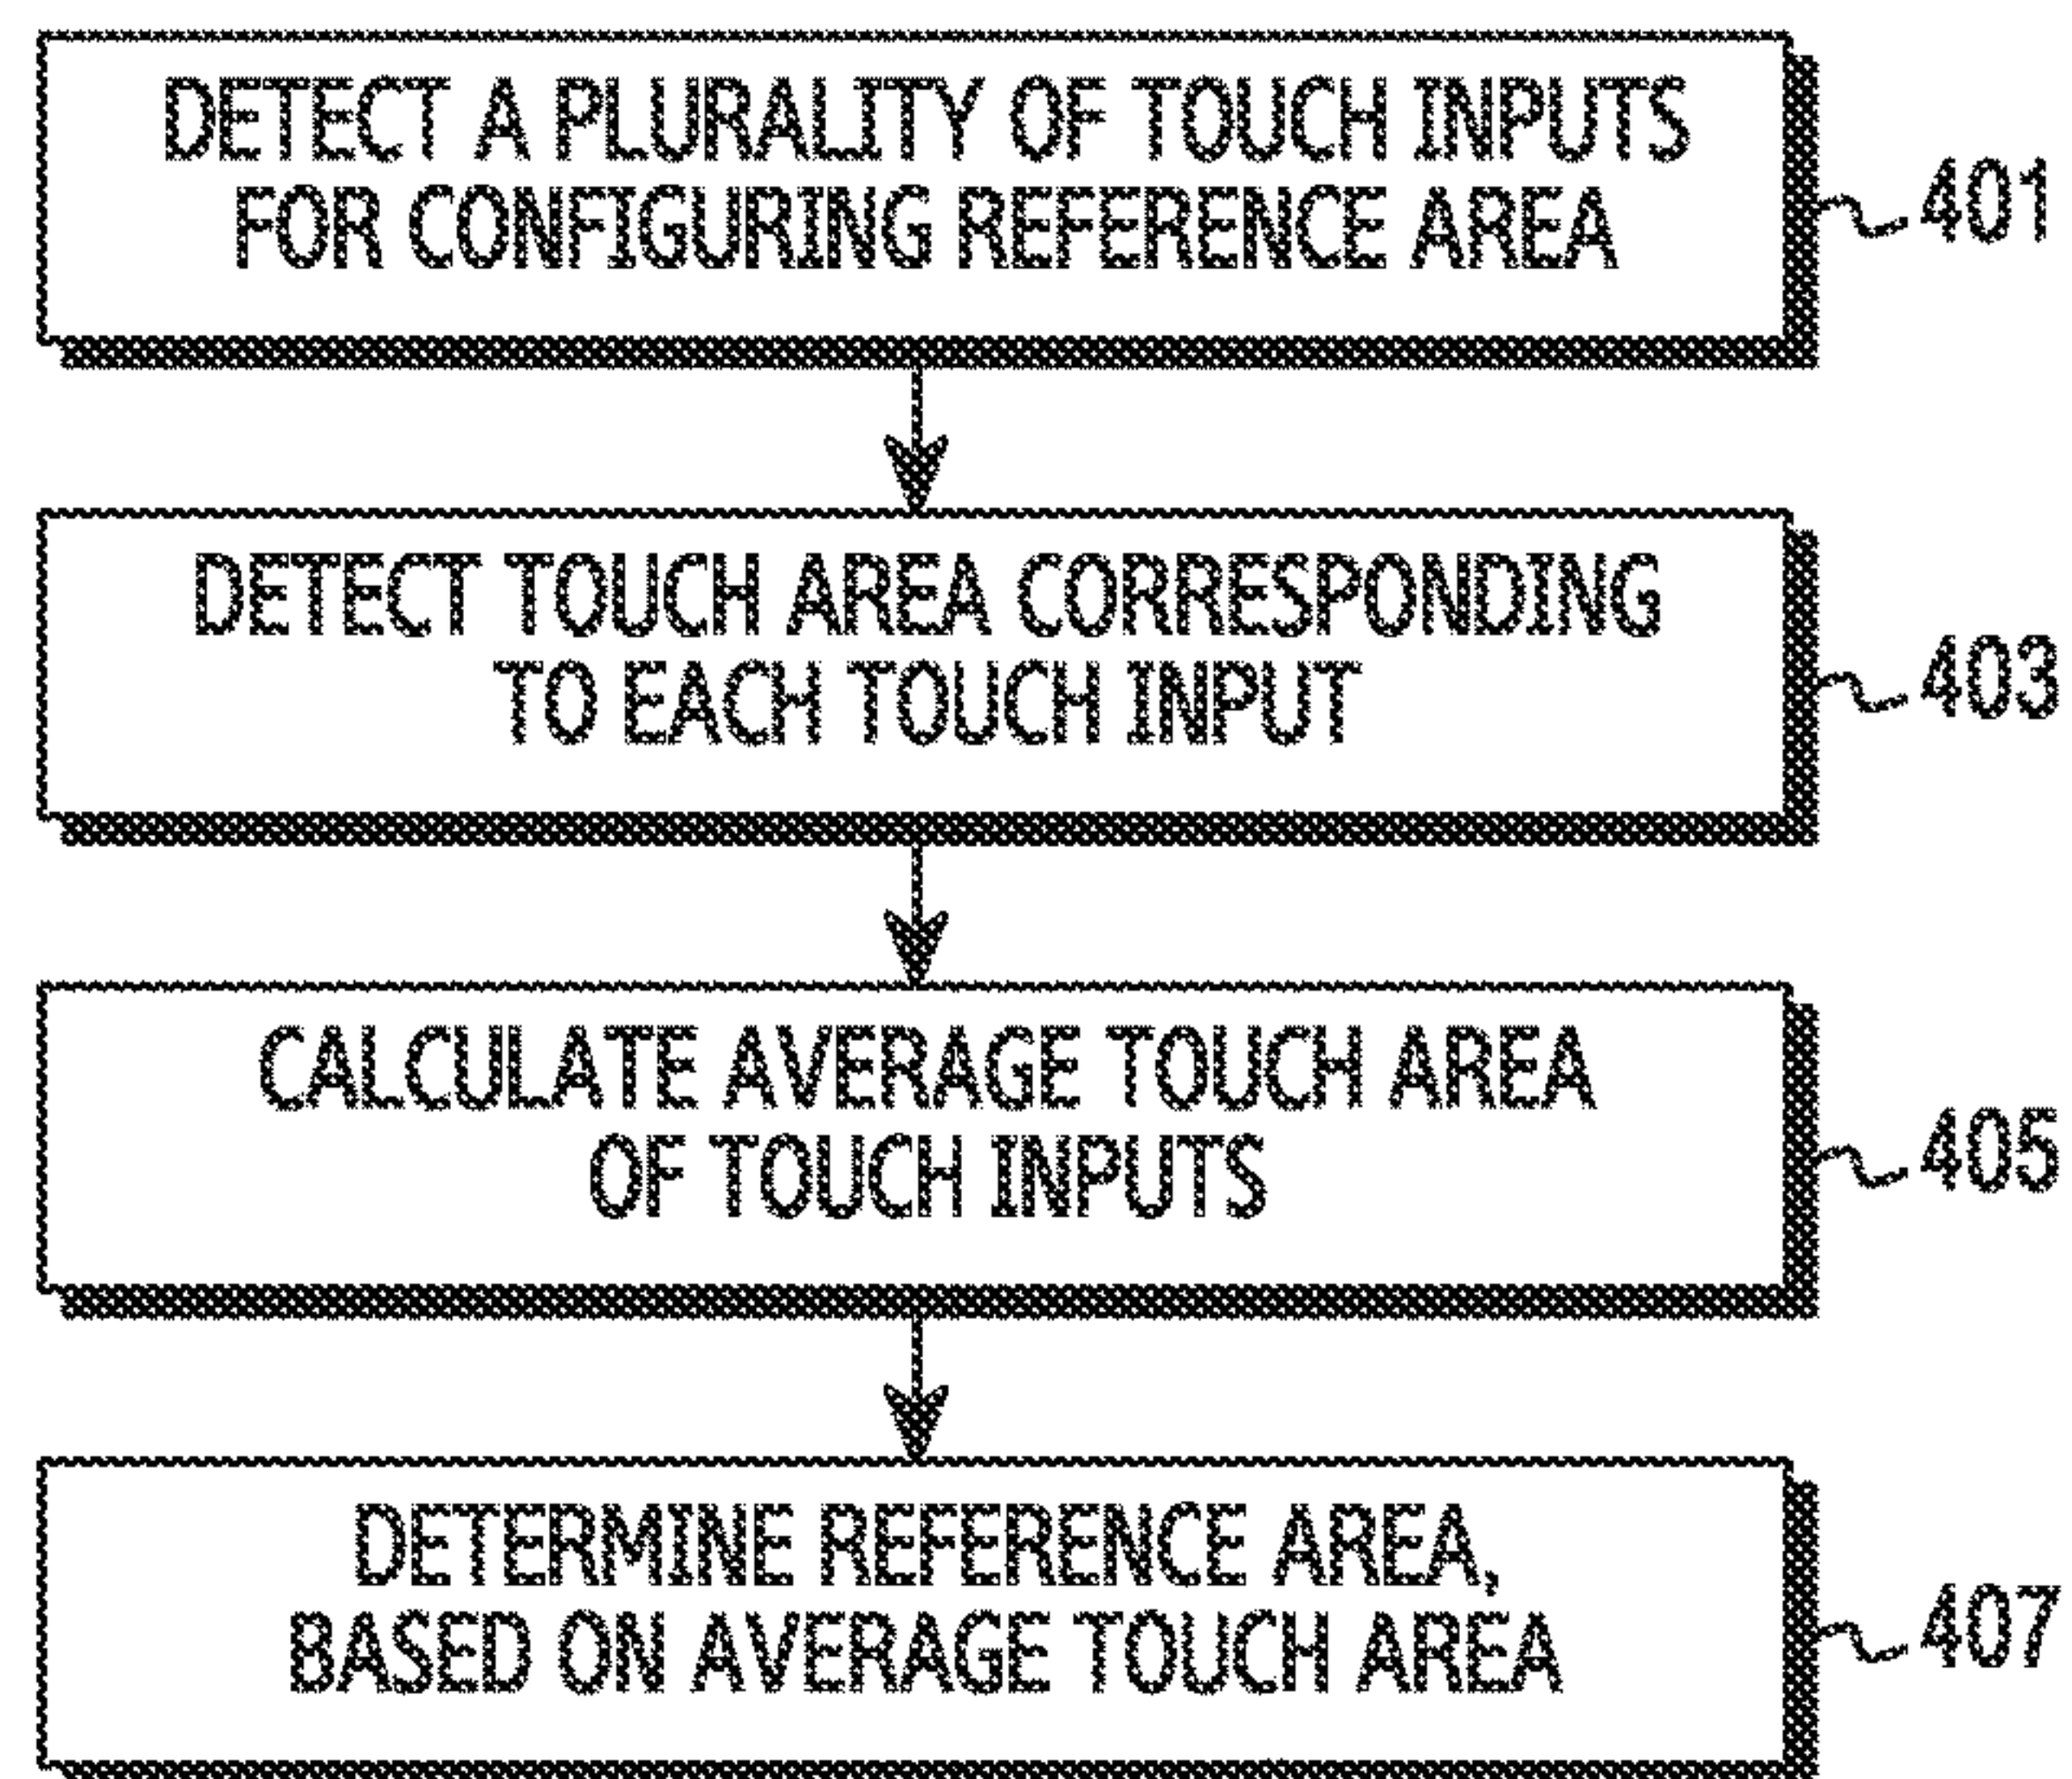 DETECT A PLURALITY OF TOUCH INPUTS
FOR CONFIGURING REFERENCE AREA
401
DETECT TOUCH AREA CORRESPONDING
TO EACH TOUCH INPUT
403
CALCULATE AVERAGE TOUCH AREA
OF TOUCH INPUTS
405
DETERMINE REFERENCE AREA,
BASED ON AVERAGE TOUCH AREA
407